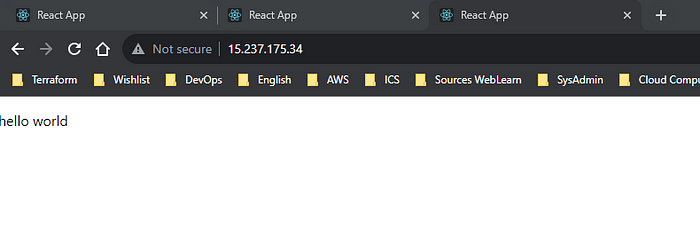 React App React App React App
Not secure 15.237.175.34
Terraform Wishlist DevOps English AWS ICS Sources WebLearn SysAdmin Cloud Compu
hello world